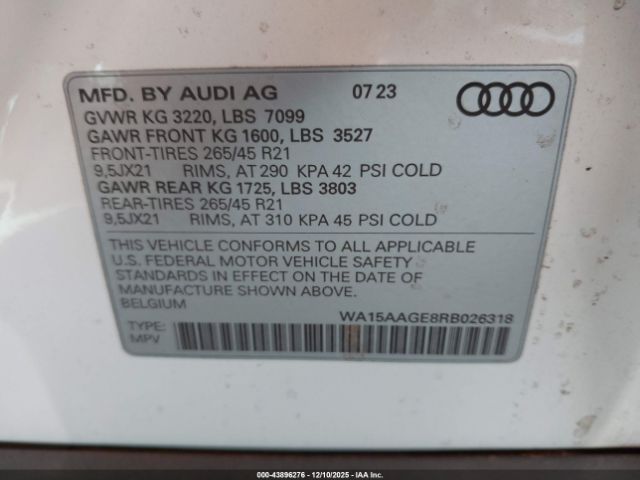 MFD. BY AUDI AG 07 23
GVWR KG 3220, LBS 7099
GAWR FRONT KG 1600, LBS 3527
FRONT-TIRES 265/45 R21
9,5JX21 RIMS, AT 290 KPA 42 PSI COLD
GAWR REAR KG 1725, LBS 3803
REAR-TIRES 265/45 R21
9,5JX21 RIMS, AT 310 KPA 45 PSI COLD
THIS VEHICLE CONFORMS TO ALL APPLICABLE
U.S. FEDERAL MOTOR VEHICLE SAFETY
STANDARDS IN EFFECT ON THE DATE OF
MANUFACTURE SHOWN ABOVE.
BELGIUM
WA15AAGE8RB026318
TYPE:
MPV
000-43896276 - 12/10/2025 - IAA Inc.